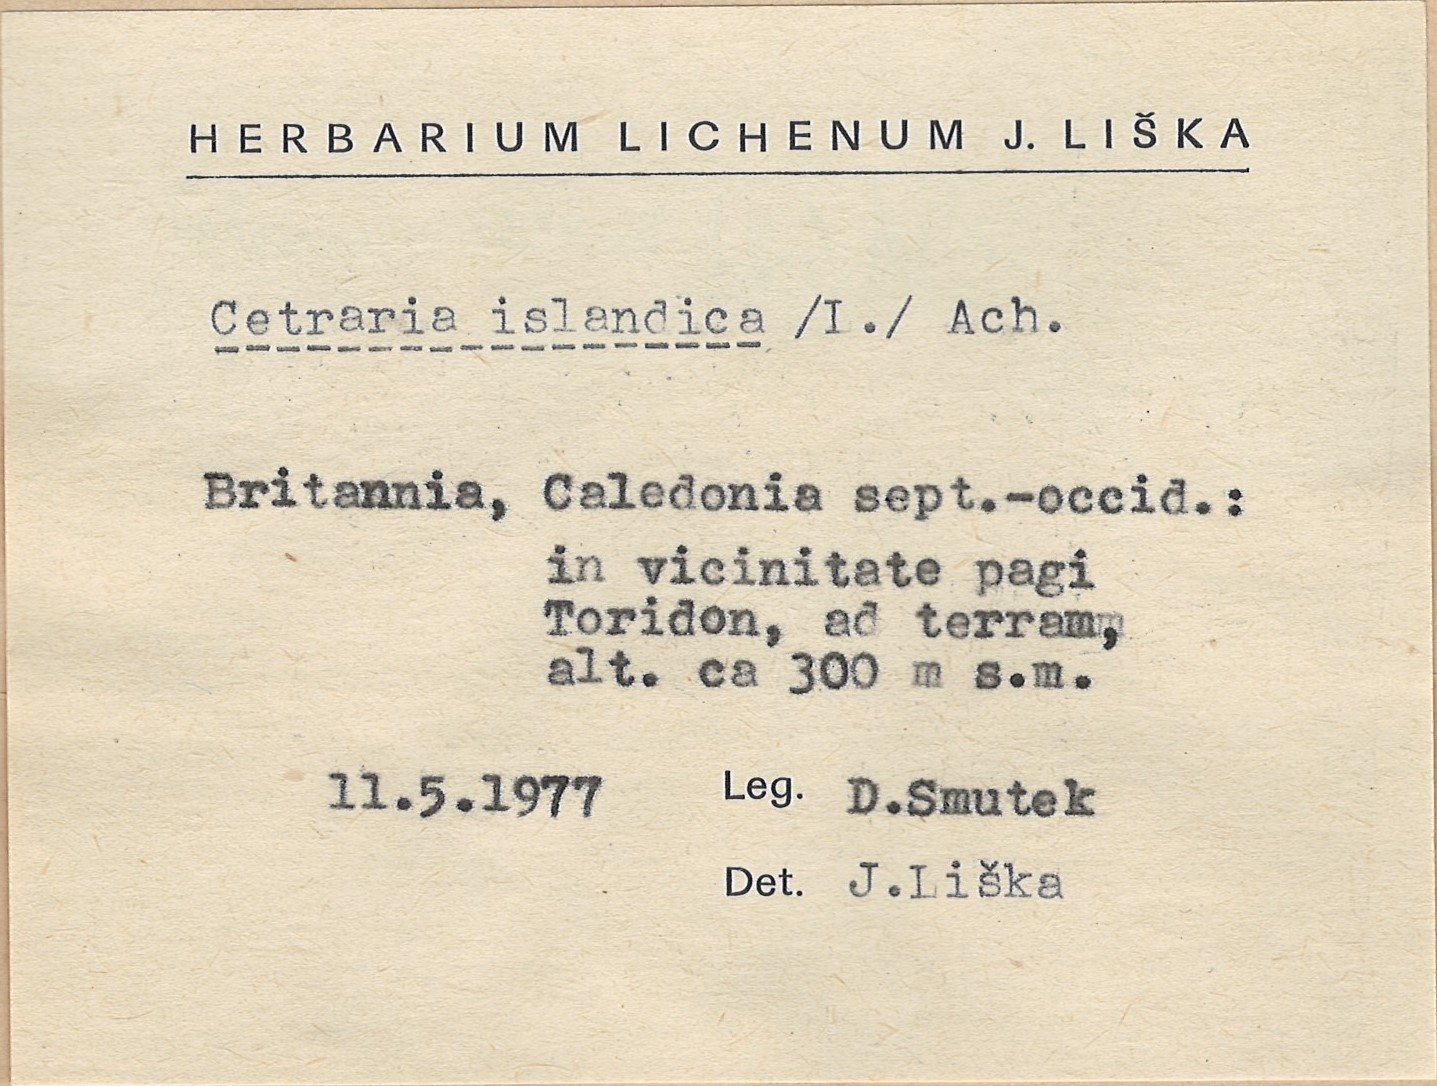 HERBARIUM LICHENUM J. LIŠKA
Cetraria islandica /L./ Ach.
Britannia, Caledonia sept.-occid.:
in vicinitate pagi
Toridon, ad terram,
alt. ca 300 m s.m.
11.5.1977 Leg. D.Smutek
Det. J.Liška